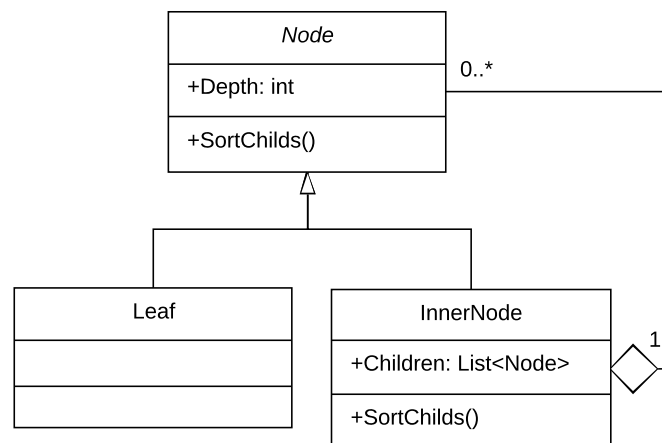 Node
+Depth: int
0..*
+SortChilds()
Leaf
InnerNode
+Children: List<Node>
1
+SortChilds()